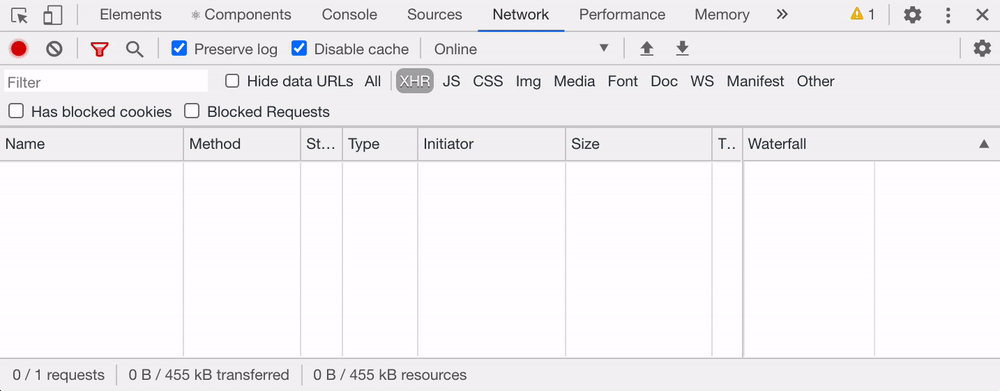 Elements ⚛ Components Console Sources Network Performance Memory » 1
Preserve log Disable cache Online
Filter Hide data URLs All XHR JS CSS Img Media Font Doc WS Manifest Other
Has blocked cookies Blocked Requests
Name Method St… Type Initiator Size T.. Waterfall
0 / 1 requests 0 B / 455 kB transferred 0 B / 455 kB resources